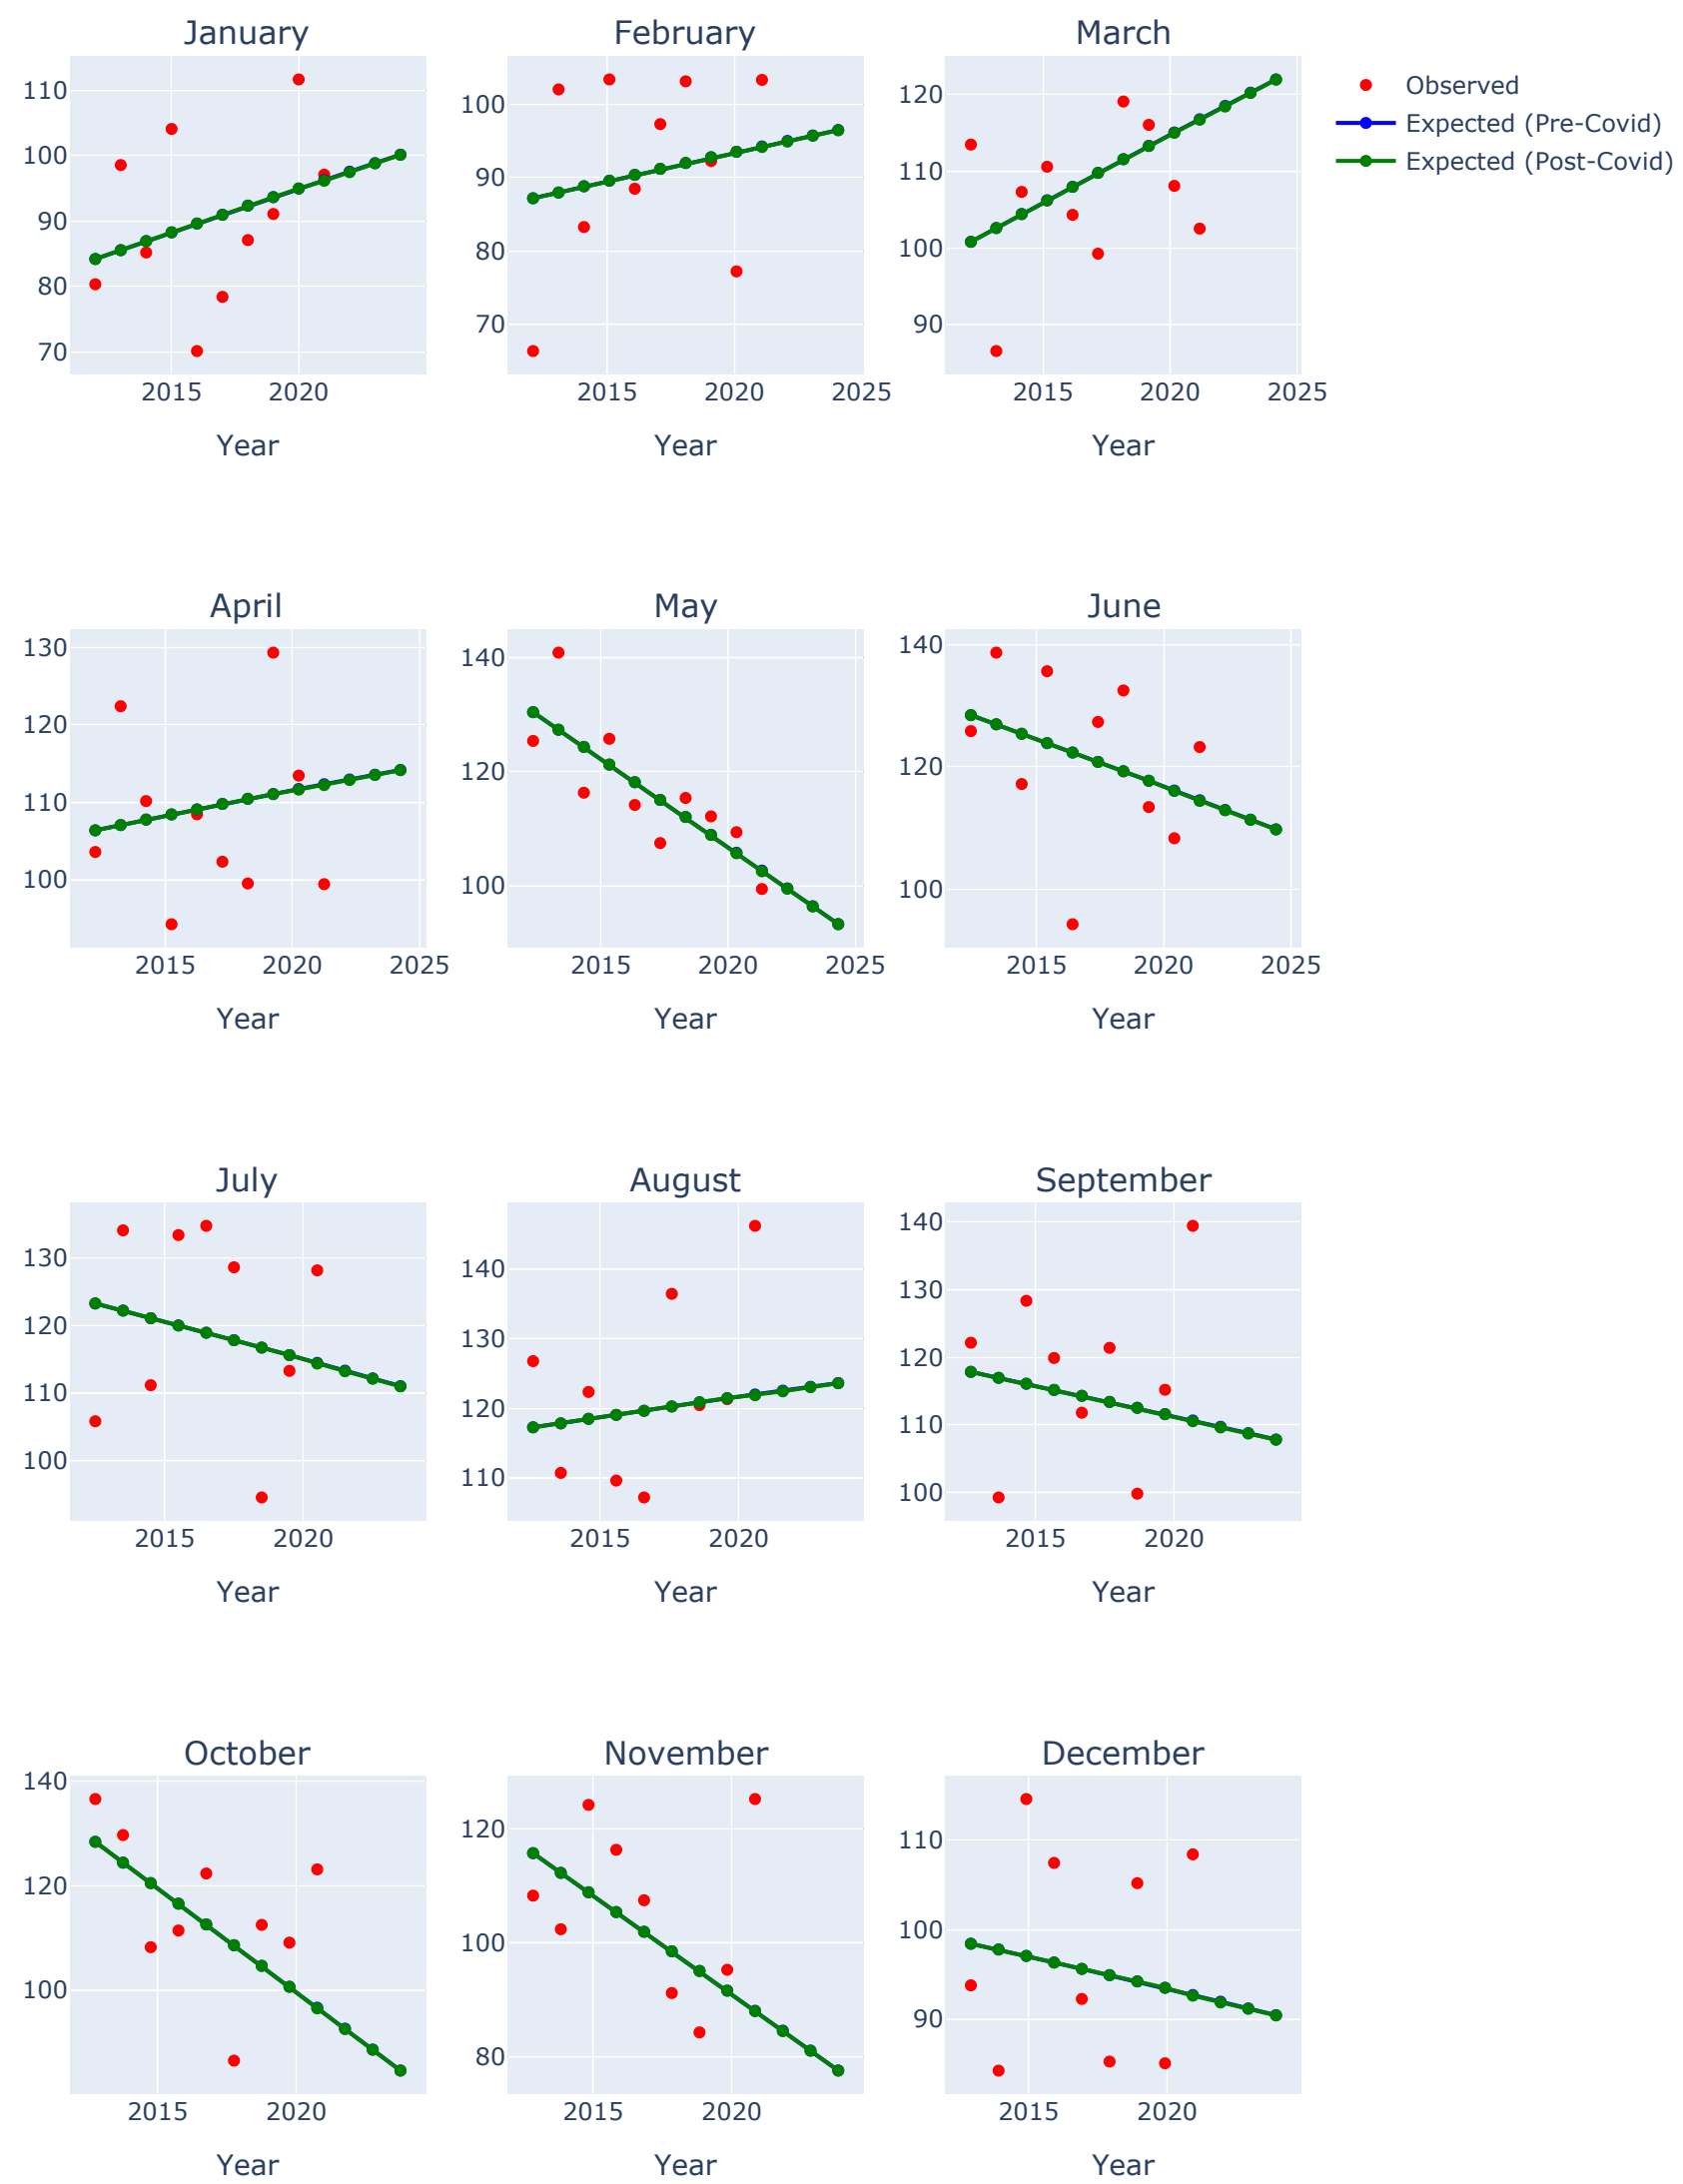 January February March
110
100
90
80
70
2015 2020
Year
100
90
80
70
2015 2020 2025
Year
120
110
100
90
2015 2020 2025
Year
Observed
Expected (Pre-Covid)
Expected (Post-Covid)
April May June
130
120
110
100
2015 2020 2025
Year
140
120
100
2015 2020 2025
Year
140
120
100
2015 2020 2025
Year
July August September
130
120
110
100
2015 2020
Year
140
130
120
110
2015 2020
Year
140
130
120
110
100
2015 2020
Year
October November December
140
120
100
2015 2020
Year
120
100
80
2015 2020
Year
110
100
90
2015 2020
Year